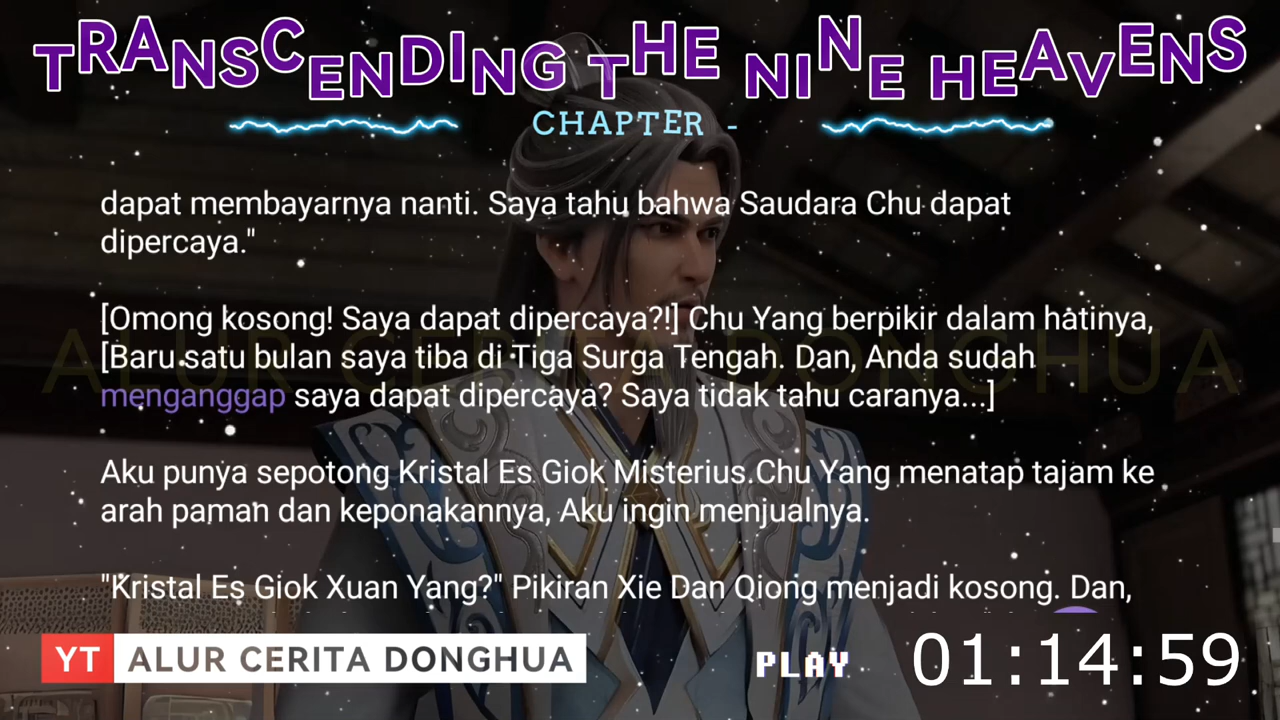 TRANSCENDING THE NINE HEAVENS
CHAPTER -
dapat membayarnya nanti. Saya tahu bahwa Saudara Chu dapat
dipercaya."
[Omong kosong! Saya dapat dipercaya?!] Chu Yang berpikir dalam hatinya,
[Baru satu bulan saya tiba di Tiga Surga Tengah. Dan, Anda sudah
menganggap saya dapat dipercaya? Saya tidak tahu caranya...]
Aku punya sepotong Kristal Es Giok Misterius.Chu Yang menatap tajam ke
arah paman dan keponakannya, Aku ingin menjualnya.
"Kristal Es Giok Xuan Yang?" Pikiran Xie Dan Qiong menjadi kosong. Dan,
ALUR CERITA DONGHUA
YT ALUR CERITA DONGHUA
PLAY 01:14:59